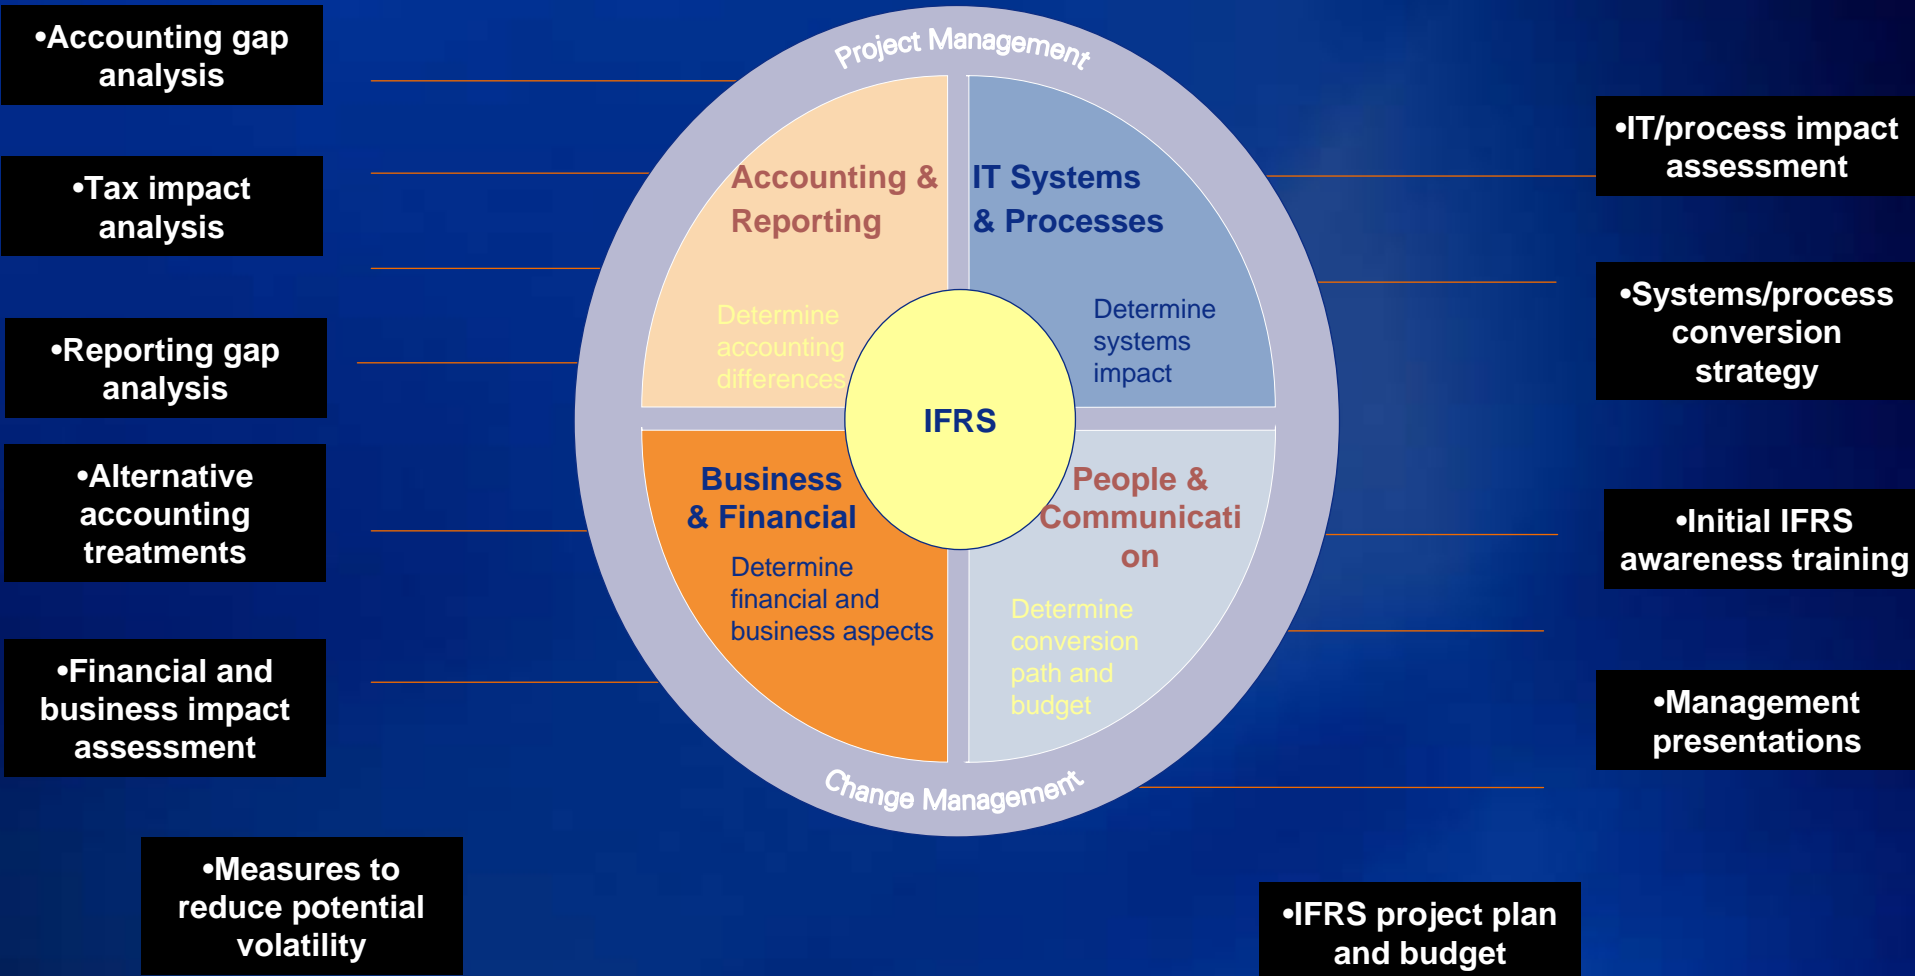 •Accounting gap
analysis
•Tax impact
analysis
•Reporting gap
analysis
•Alternative
accounting
treatments
•Financial and
business impact
assessment
•Measures to
reduce potential
volatility
Project Management
Accounting &
Reporting
Determine
accounting
differences
IT Systems
& Processes
Determine
systems
impact
IFRS
Business
& Financial
Determine
financial and
business aspects
People &
Communicati
on
Determine
conversion
path and
budget
Change Management
•IT/process impact
assessment
•Systems/process
conversion
strategy
•Initial IFRS
awareness training
•Management
presentations
•IFRS project plan
and budget